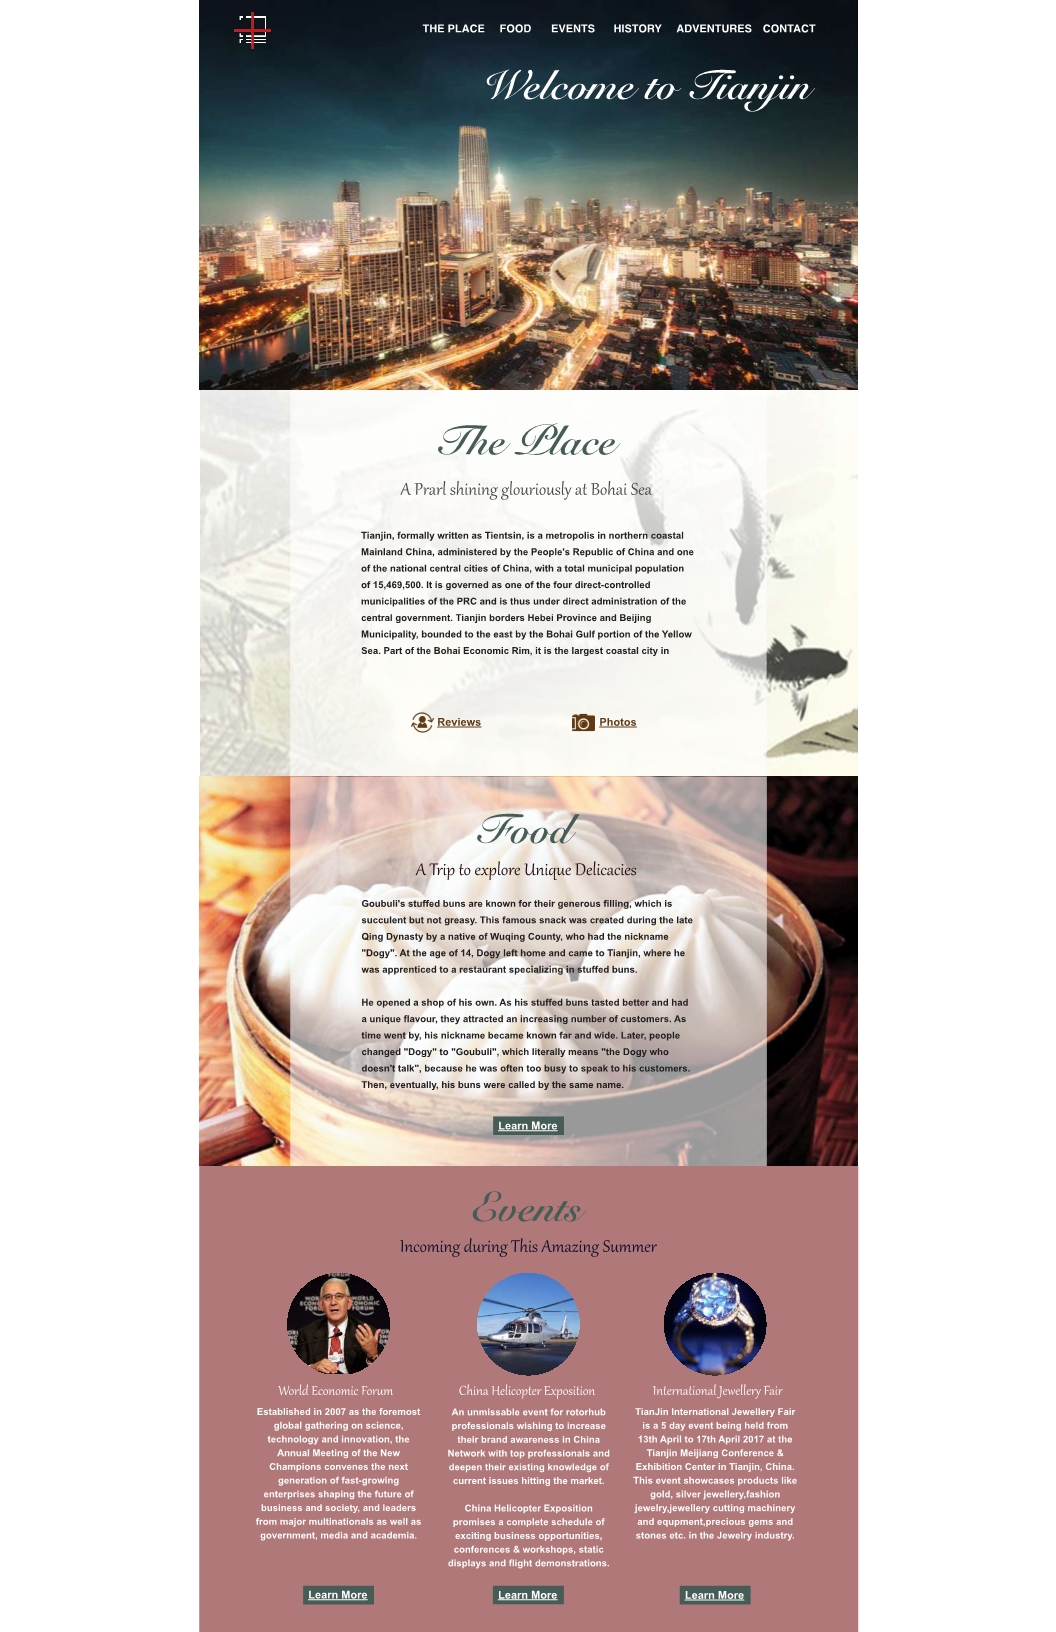 THE PLACE FOOD EVENTS HISTORY ADVENTURES CONTACT
Welcome to Tianjin
The Place
A Prarl shining glouriously at Bohai Sea
Tianjin, formally written as Tientsin, is a metropolis in northern coastal
Mainland China, administered by the People's Republic of China and one
of the national central cities of China, with a total municipal population
of 15,469,500. It is governed as one of the four direct-controlled
municipalities of the PRC and is thus under direct administration of the
central government. Tianjin borders Hebei Province and Beijing
Municipality, bounded to the east by the Bohai Gulf portion of the Yellow
Sea. Part of the Bohai Economic Rim, it is the largest coastal city in
Reviews
Photos
Food
A Trip to explore Unique Delicacies
Goubuli's stuffed buns are known for their generous filling, which is
succulent but not greasy. This famous snack was created during the late
Qing Dynasty by a native of Wuqing County, who had the nickname
"Dogy". At the age of 14, Dogy left home and came to Tianjin, where he
was apprenticed to a restaurant specializing in stuffed buns.
He opened a shop of his own. As his stuffed buns tasted better and had
a unique flavour, they attracted an increasing number of customers. As
time went by, his nickname became known far and wide. Later, people
changed "Dogy" to "Goubuli", which literally means "the Dogy who
doesn't talk", because he was often too busy to speak to his customers.
Then, eventually, his buns were called by the same name.
Learn More
Events
Incoming during This Amazing Summer
WORLD ECONOMIC FORUM
World Economic Forum
Established in 2007 as the foremost
global gathering on science,
technology and innovation, the
Annual Meeting of the New
Champions convenes the next
generation of fast-growing
enterprises shaping the future of
business and society, and leaders
from major multinationals as well as
government, media and academia.
Learn More
China Helicopter Exposition
An unmissable event for rotorhub
professionals wishing to increase
their brand awareness in China
Network with top professionals and
deepen their existing knowledge of
current issues hitting the market.
China Helicopter Exposition
promises a complete schedule of
exciting business opportunities,
conferences & workshops, static
displays and flight demonstrations.
Learn More
International Jewellery Fair
TianJin International Jewellery Fair
is a 5 day event being held from
13th April to 17th April 2017 at the
Tianjin Meijiang Conference &
Exhibition Center in Tianjin, China.
This event showcases products like
gold, silver jewellery,fashion
jewelry,jewellery cutting machinery
and equpment,precious gems and
stones etc. in the Jewelry industry.
Learn More